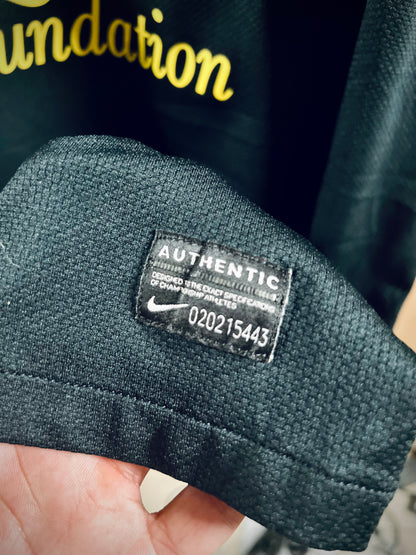 undation
AUTHENTIC
DESIGNED TO THE EXACT SPECIFICATIONS
OF CHAMPIONSHIP ATHLETES
020215443